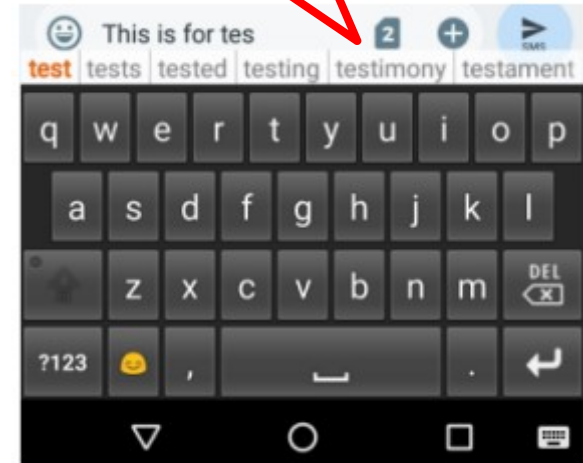 This is for tes 2 SMS
test tests tested testing testimony testament
q w e r t y u i o p
a s d f g h j k l
z x c v b n m DEL
?123 , .